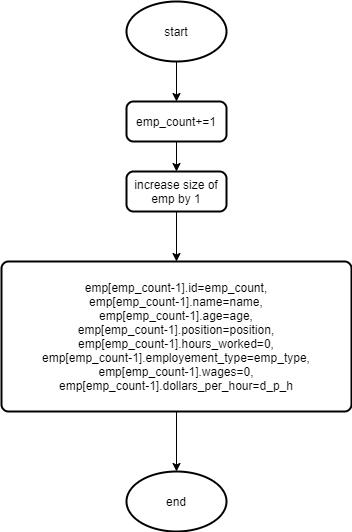 start
emp_count+=1
increase size of
emp by 1
emp[emp_count-1].id=emp_count,
emp[emp_count-1].name=name,
emp[emp_count-1].age=age,
emp[emp_count-1].position=position,
emp[emp_count-1].hours_worked=0,
emp[emp_count-1].employement_type=emp_type,
emp[emp_count-1].wages=0,
emp[emp_count-1].dollars_per_hour=d_p_h
end